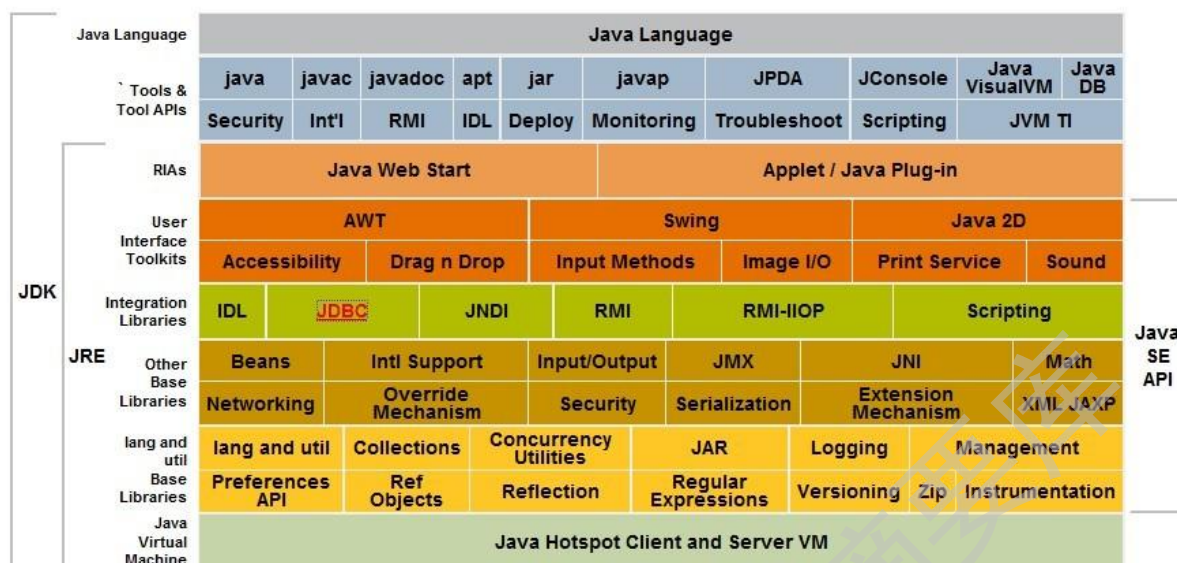 Java Language Java Language
` Tools & Tool APIs
java javac javadoc apt jar javap JPDA JConsole Java VisualVM Java DB
Security Int'l RMI IDL Deploy Monitoring Troubleshoot Scripting JVM TI
RIAs Java Web Start Applet / Java Plug-in
User Interface Toolkits
AWT Swing Java 2D
Accessibility Drag n Drop Input Methods Image I/O Print Service Sound
JDK
Integration Libraries
IDL JDBC JNDI RMI RMI-IIOP Scripting
JRE
Other Base Libraries
Beans Intl Support Input/Output JMX JNI Math
Networking Override Mechanism Security Serialization Extension Mechanism XML JAXP
Java SE API
lang and util Base Libraries
lang and util Collections Concurrency Utilities JAR Logging Management
Preferences API Ref Objects Reflection Regular Expressions Versioning Zip Instrumentation
Java Virtual Machine
Java Hotspot Client and Server VM